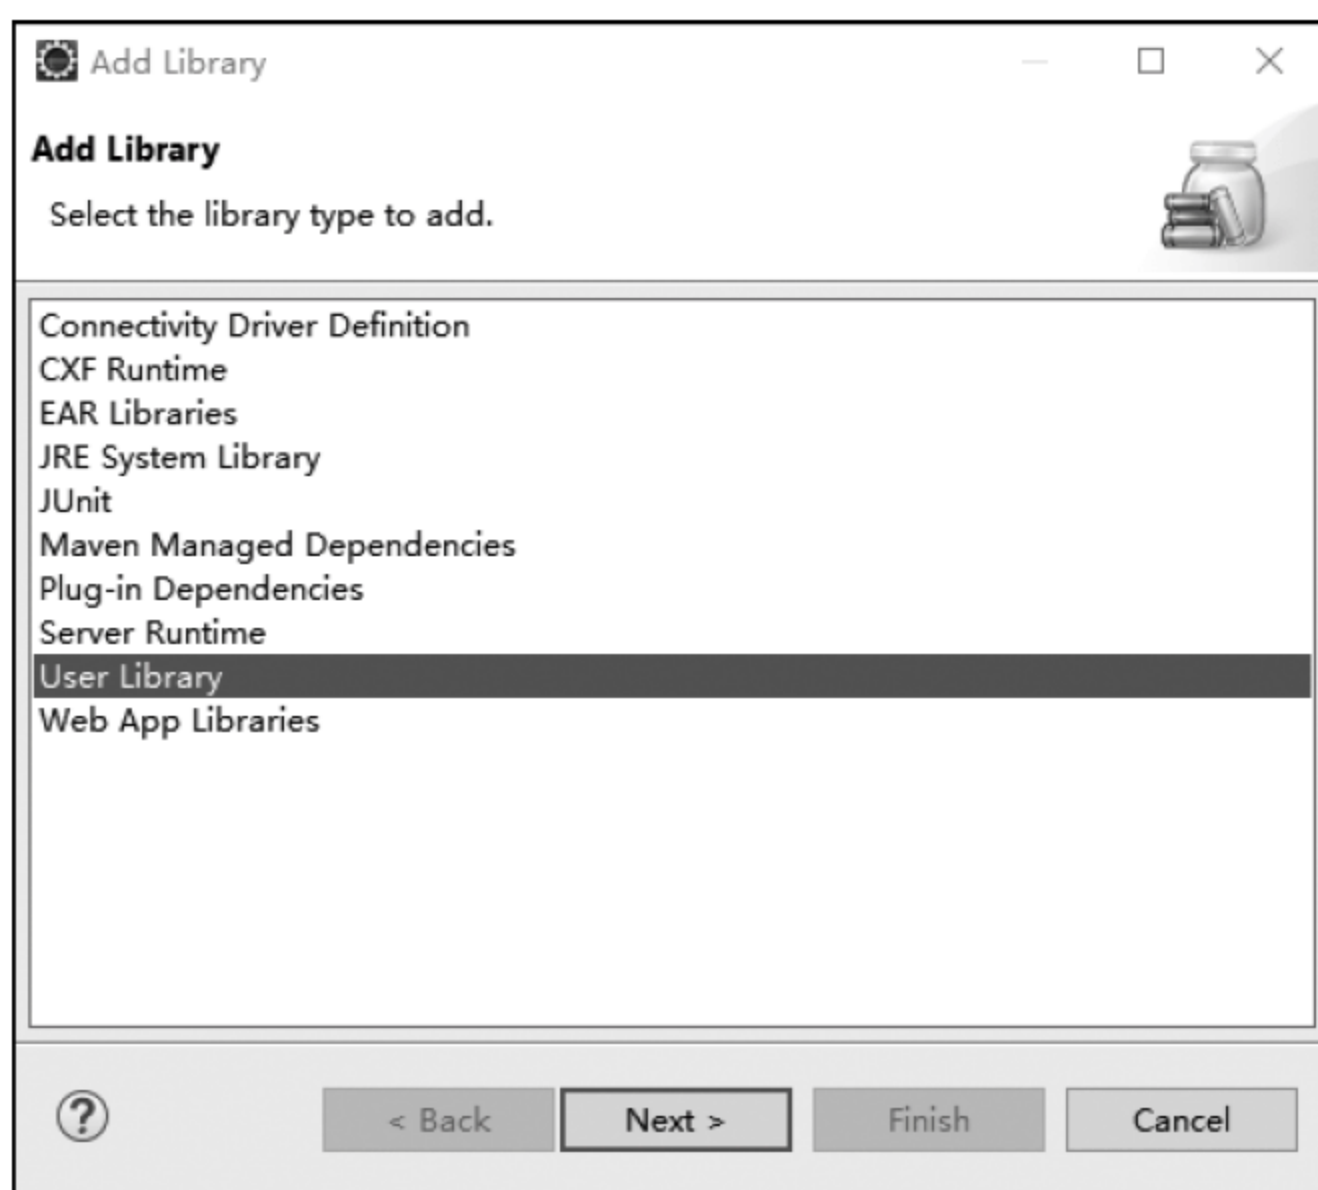 Add Library
Add Library
Select the library type to add.
Connectivity Driver Definition
CXF Runtime
EAR Libraries
JRE System Library
JUnit
Maven Managed Dependencies
Plug-in Dependencies
Server Runtime
User Library
Web App Libraries
?
< Back
Next >
Finish
Cancel